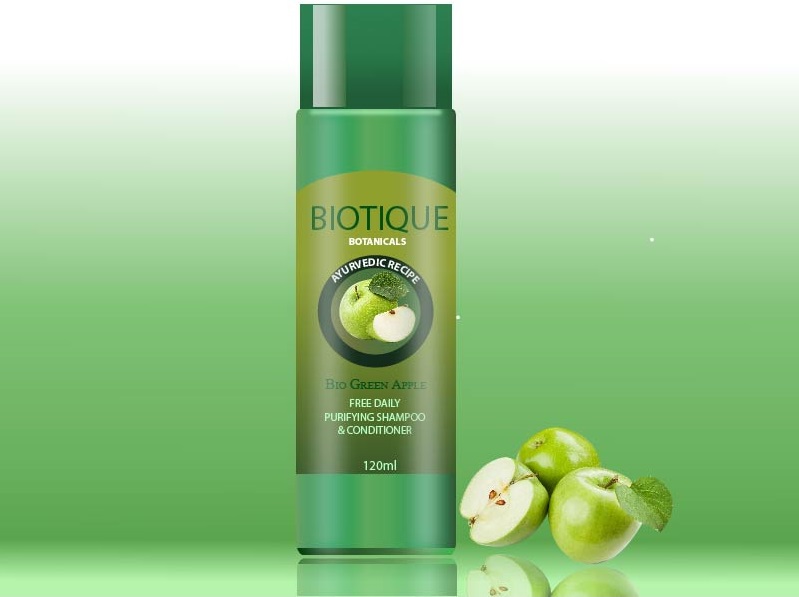 BIOTIQUE
BOTANICALS
AYURVEDIC RECIPE
BIO GREEN APPLE
FREE DAILY
PURIFYING SHAMPOO
& CONDITIONER
120ml